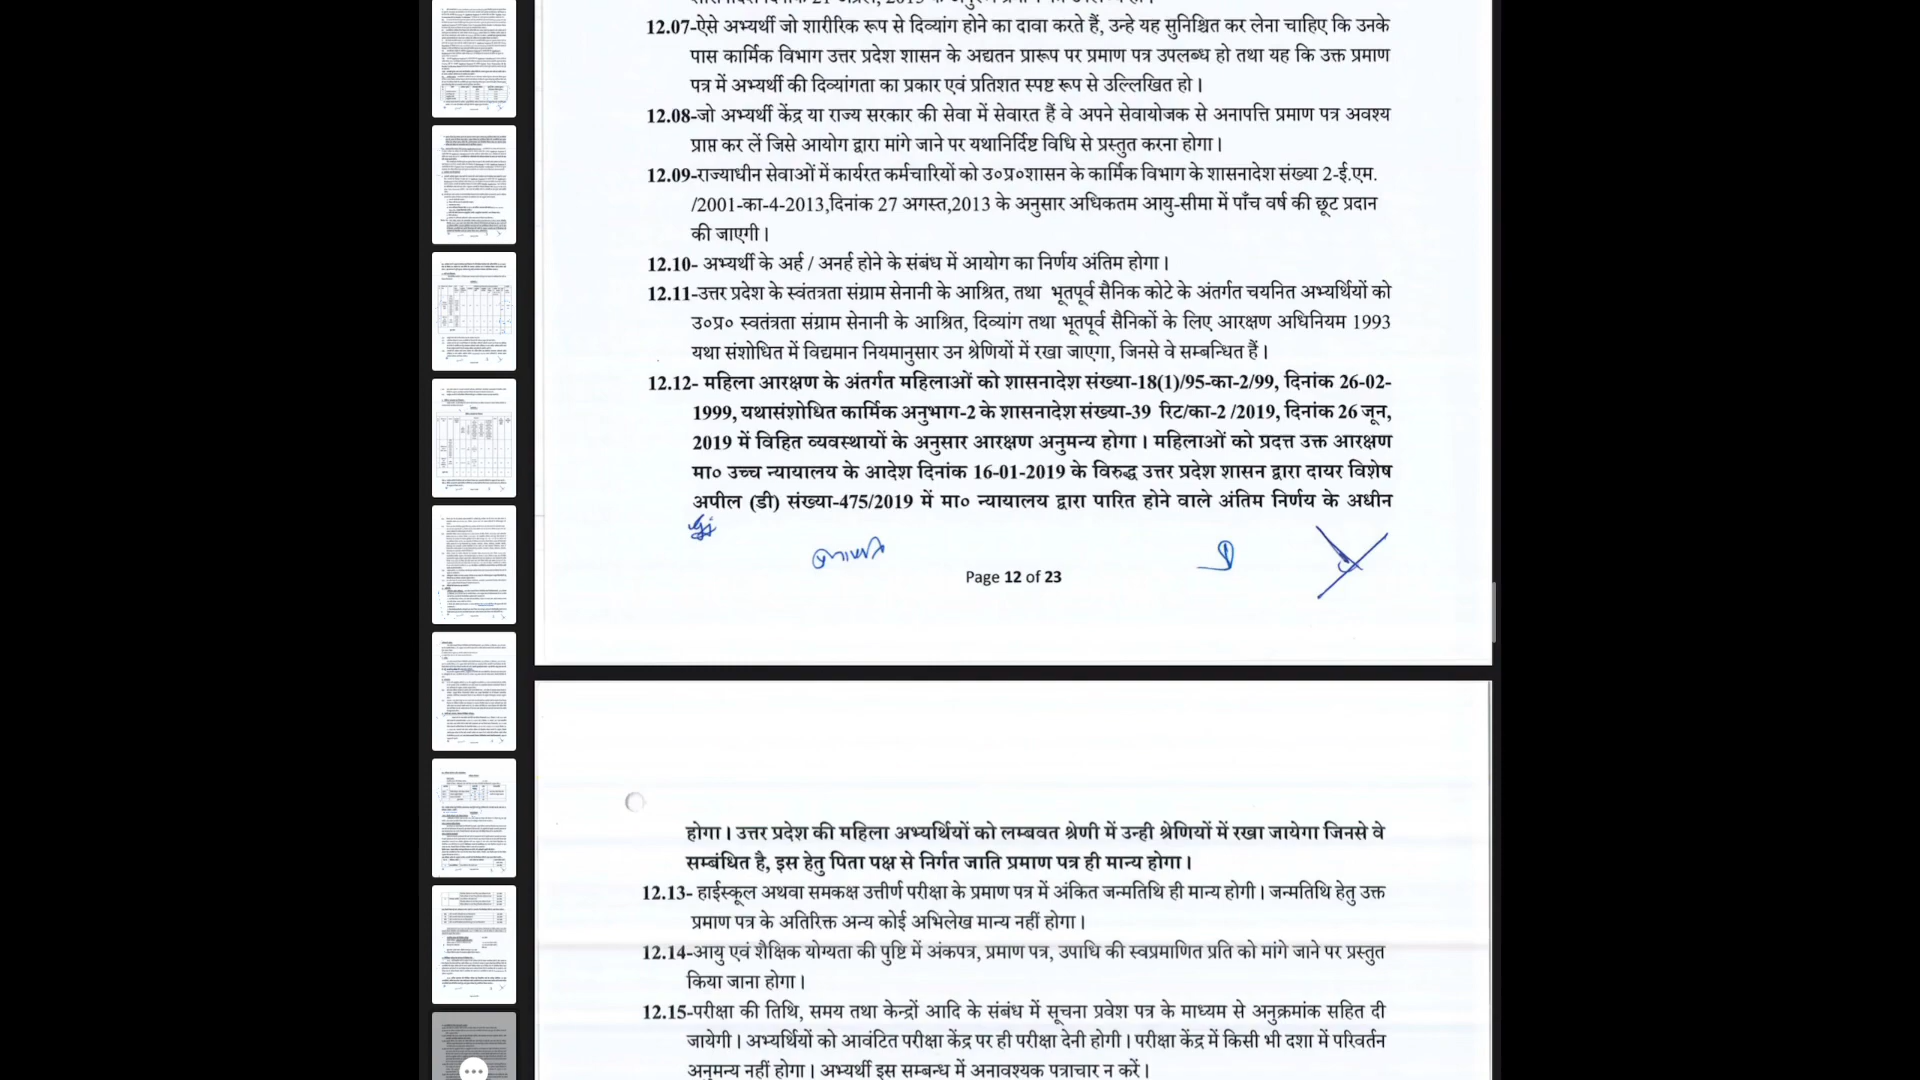 12.07-ऐसे अभ्यर्थी जो शारीरिक रूप से दिव्यांग होने का दावा करते हैं, उन्हे यह सुनिश्चित कर लेना चाहिए कि उनके
पास कार्मिक विभाग उत्तर प्रदेश शासन के अद्यतन प्रारूप पर प्रमाण पत्र उपलब्ध हो तथा यह कि उक्त प्रमाण
पत्र में अभ्यर्थी की दिव्यागता का प्रकार एवं प्रतिशत स्पष्ट रूप से उल्लिखित हो।
12.08-जो अभ्यर्थी केंद्र या राज्य सरकार की सेवा में सेवारत हैं वे अपने सेवायोजक से अनापत्ति प्रमाण पत्र अवश्य
प्राप्त कर लें जिसे आयोग द्वारा मांगे जाने पर यथानिर्दिष्ट विधि से प्रस्तुत करना होगा।
12.09-राज्याधीन सेवाओं में कार्यरत कर्मचारियों को उ०प्र०शासन के कार्मिक विभाग के शासनादेश संख्या 2-ई.एम.
/2001-का-4-2013,दिनांक 27 अगस्त,2013 के अनुसार अधिकतम आयु-सीमा में पाँच वर्ष की छूट प्रदान
की जाएगी।
12.10- अभ्यर्थी के अर्ह / अनर्ह होने के संबंध में आयोग का निर्णय अंतिम होगा।
12.11-उत्तर प्रदेश के स्वंतत्रता संग्राम सेनानी के आश्रित, तथा भूतपूर्व सैनिक कोटे के अंतर्गत चयनित अभ्यर्थियों को
उ०प्र० स्वतंत्रता संग्राम सेनानी के आश्रित, दिव्यांग तथा भूतपूर्व सैनिकों के लिए आरक्षण अधिनियम 1993
यथा संशोधित में विद्यमान नियमानुसार उन श्रेणियों में रखा जाएगा, जिनसे वे सम्बन्धित हैं।
12.12- महिला आरक्षण के अंतर्गत महिलाओं को शासनादेश संख्या-18(1)/95-का-2/99, दिनांक 26-02-
1999, यथासंशोधित कार्मिक अनुभाग-2 के शासनादेश संख्या-39 रिट/का-2 /2019, दिनांक 26 जून,
2019 में विहित व्यवस्थायों के अनुसार आरक्षण अनुमन्य होगा। महिलाओं को प्रदत्त उक्त आरक्षण
मा० उच्च न्यायालय के आदेश दिनांक 16-01-2019 के विरुद्ध उत्तर प्रदेश शासन द्वारा दायर विशेष
अपील (डी) संख्या-475/2019 में मा० न्यायालय द्वारा पारित होने वाले अंतिम निर्णय के अधीन
Page 12 of 23
होगा। उत्तर प्रदेश की महिला अभ्यर्थियों को लम्बवत श्रेणी में उन्ही श्रेणियों में रखा जायेगा जिनसे वे
सम्बंधित है, इस हेतु पिता पक्ष से निर्गत जाति प्रमाण पत्र ही मान्य होगा।
12.13- हाईस्कूल अथवा समकक्ष उत्तीर्ण परीक्षा के प्रमाण पत्र में अंकित जन्मतिथि ही मान्य होगी। जन्मतिथि हेतु उक्त
प्रमाण पत्र के अतिरिक्त अन्य कोई अभिलेख मान्य नहीं होगा।
12.14-आयु एवं शैक्षिक योग्यता की पुष्टि में अंकपत्र, प्रमाण पत्र, उपाधि की स्वप्रमाणित प्रति को मांगे जाने पर प्रस्तुत
किया जाना होगा।
12.15-परीक्षा की तिथि, समय तथा केन्द्रों आदि के संबंध में सूचना प्रवेश पत्र के माध्यम से अनुक्रमांक सहित दी
जायेगी। अभ्यर्थियों को आवंटित परीक्षा केंद्र पर ही परीक्षा देनी होगी। परीक्षा केंद्र में किसी भी दशा में परिवर्तन
अनुमन्य नहीं होगा। अभ्यर्थी इस सम्बन्ध में अनावश्यक पत्राचार न करें।